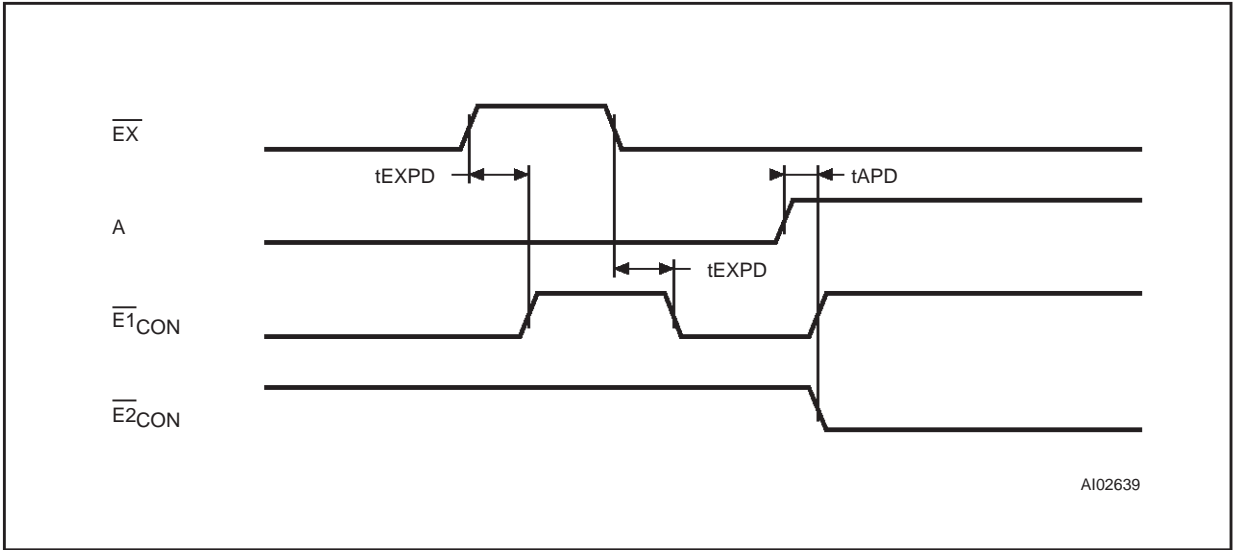 EX
tEXPD
tAPD
A
tEXPD
E1CON
E2CON
AI02639